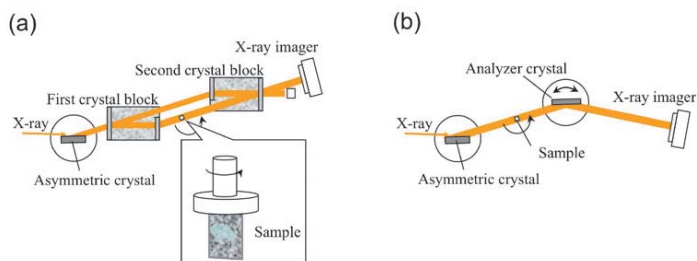 (a)
X-ray imager
Second crystal block
First crystal block
X-ray
Asymmetric crystal
Sample
(b)
Analyzer crystal
X-ray imager
X-ray
Sample
Asymmetric crystal